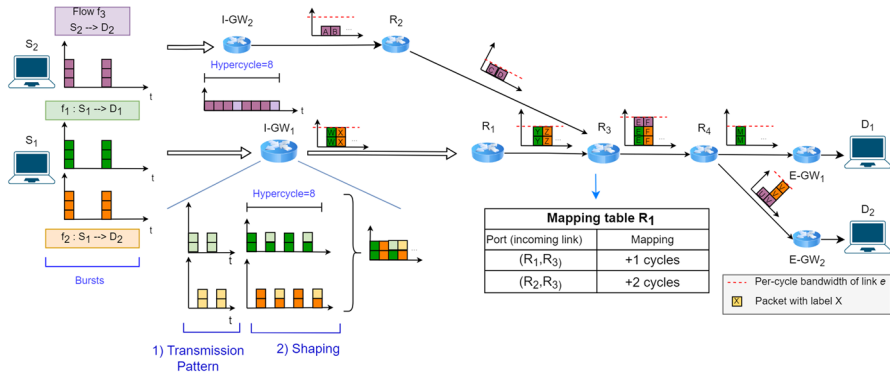 Flow f3
S2 --> D2
S2
t
f1 : S1 --> D1
S1
t
f2 : S1 --> D2
Bursts
I-GW2
A B
...
R2
Hypercycle=8
t
I-GW1
W X
W X
...
C D
R1
Y Z
Y Z
...
R3
E F
E F
E F
...
R4
M
M
...
E-GW1
D1
D2
E-GW2
Hypercycle=8
t
t
...
t
t
1) Transmission
Pattern
2) Shaping
Mapping table R1
Port (incoming link) Mapping
(R1,R3) +1 cycles
(R2,R3) +2 cycles
Per-cycle bandwidth of link e
X Packet with label X